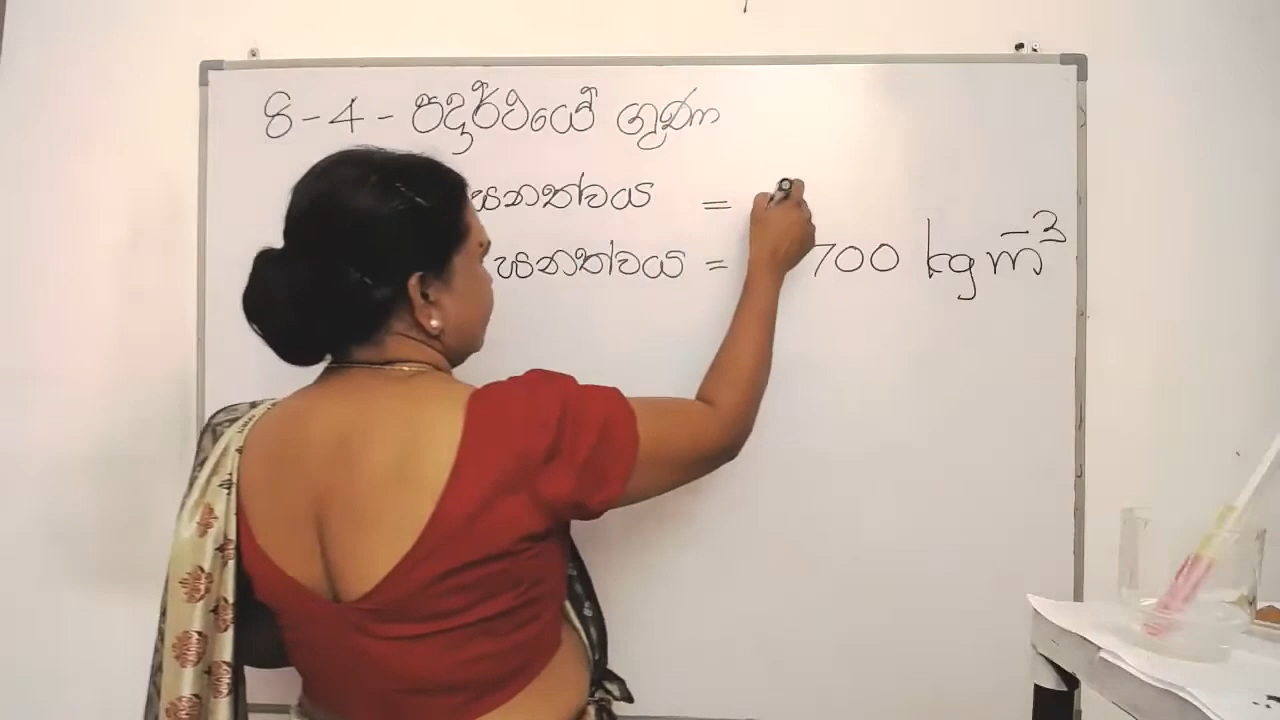 8-4- පදාර්ථයේ ගුණ
ඝනත්වය =
ඝනත්වය = 700 kg m⁻³